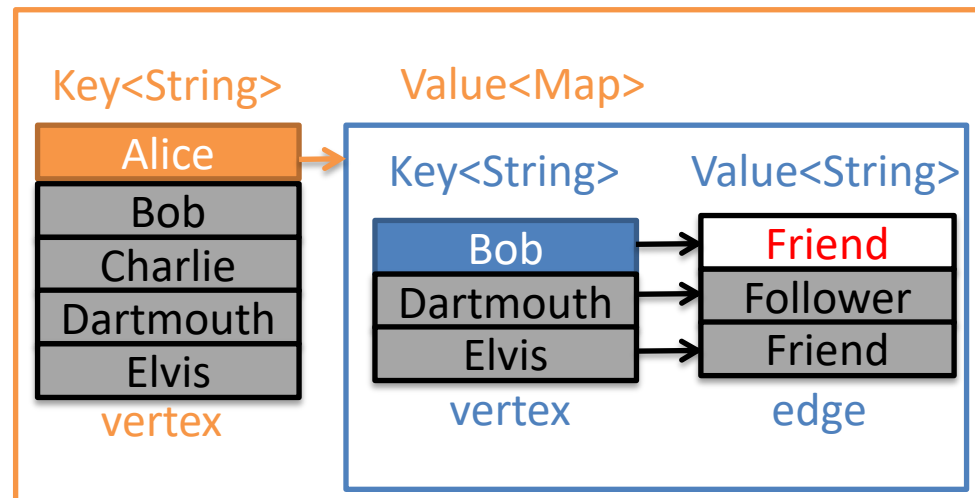 Key<String>
Value<Map>
Alice
Bob
Charlie
Dartmouth
Elvis
vertex
Key<String>
Value<String>
Bob
Friend
Dartmouth
Follower
Elvis
Friend
vertex
edge